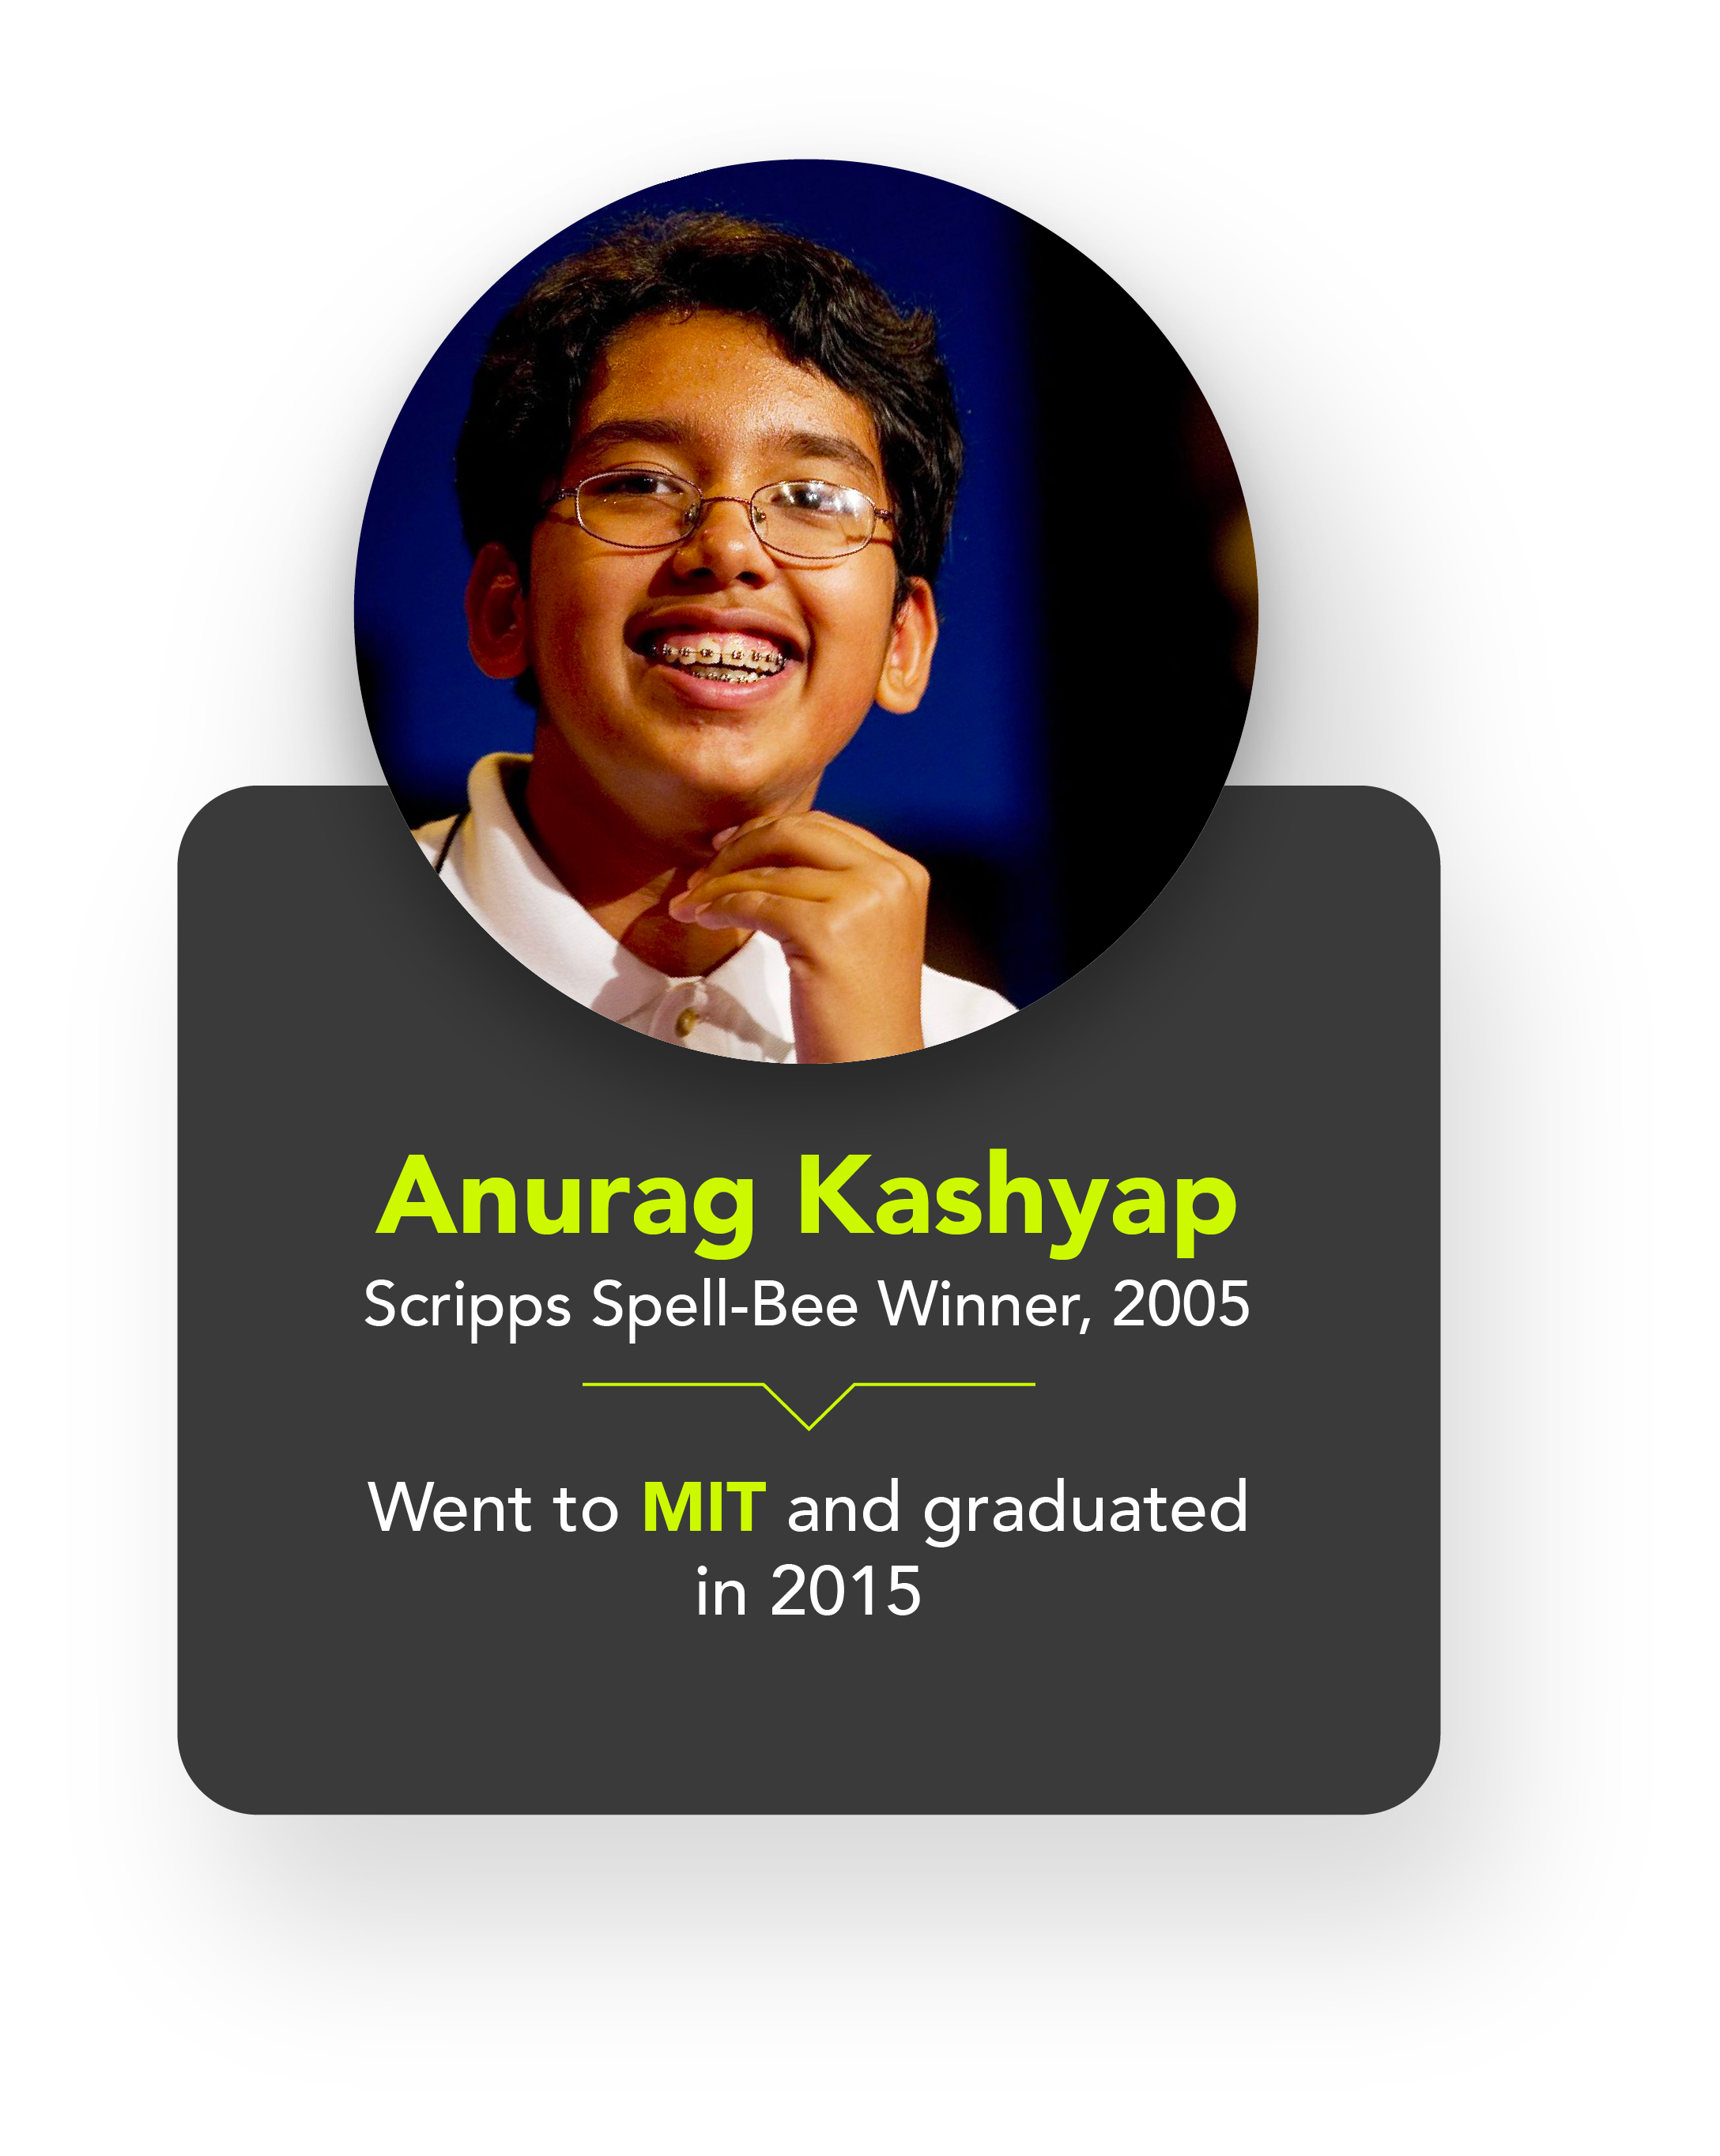 Anurag Kashyap
Scripps Spell-Bee Winner, 2005
Went to MIT and graduated
in 2015